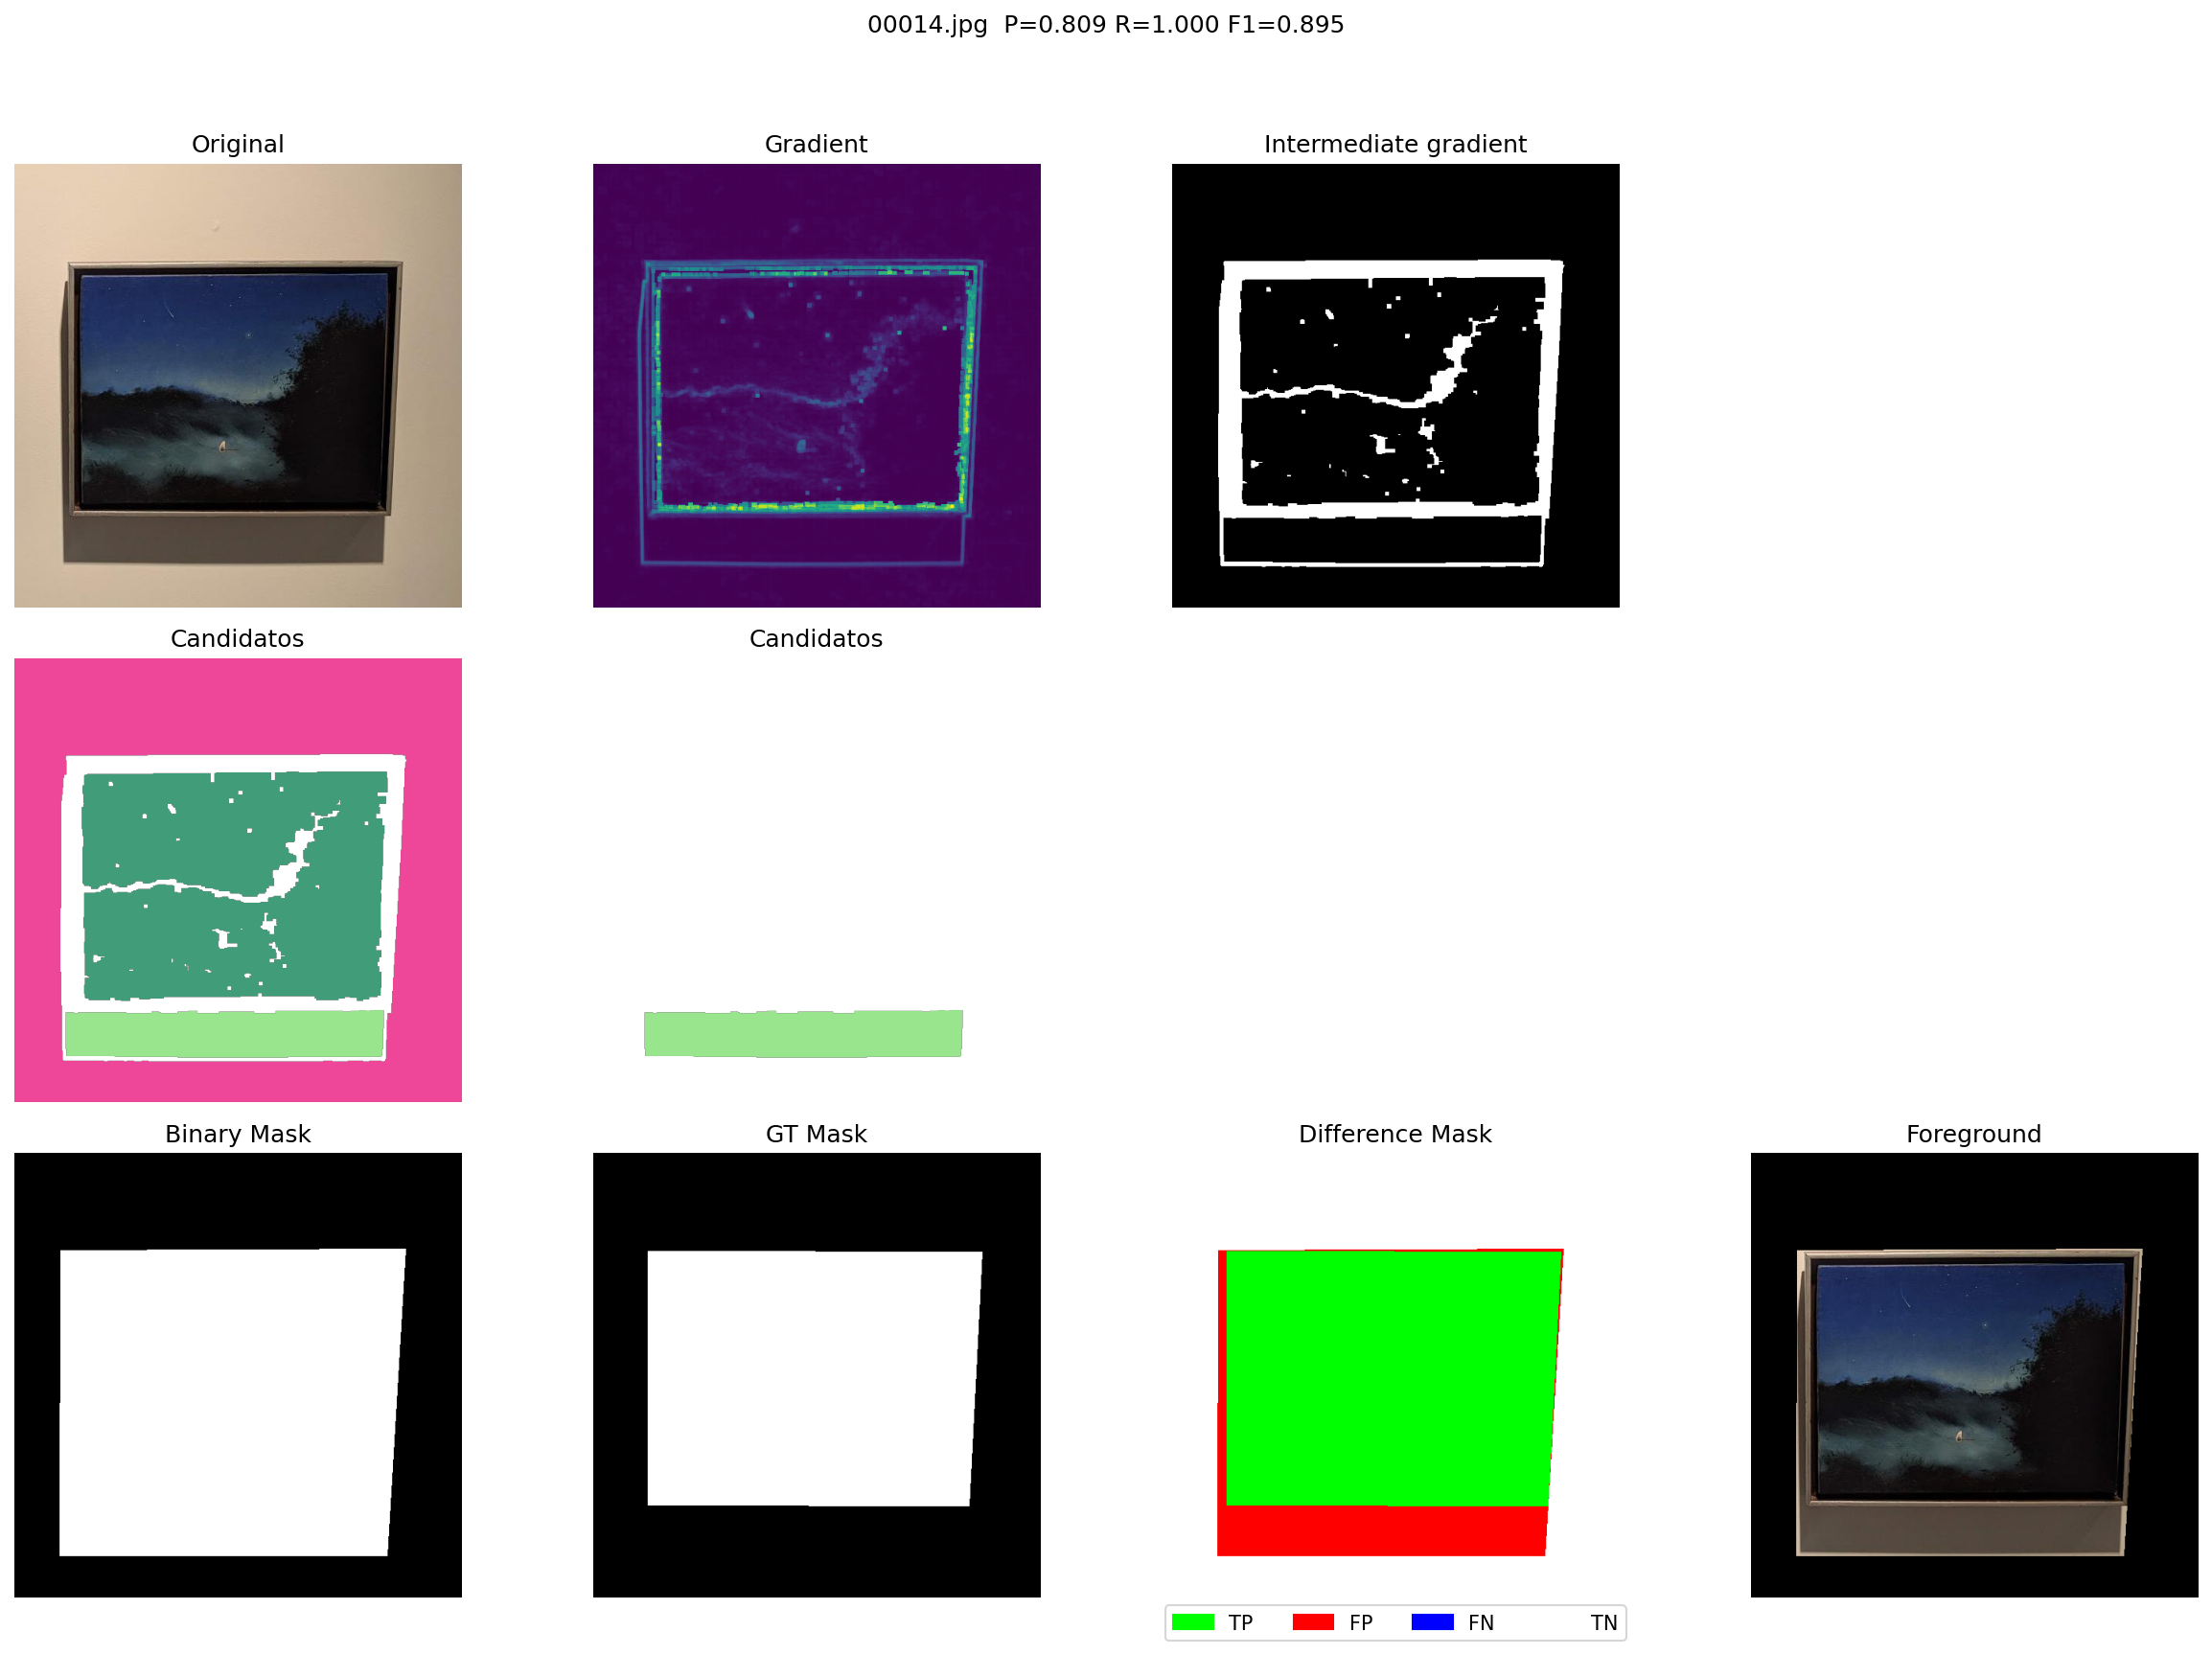 00014.jpg  P=0.809 R=1.000 F1=0.895
Original
Gradient
Intermediate gradient
Candidatos
Candidatos
Binary Mask
GT Mask
Difference Mask
Foreground
TP
FP
FN
TN